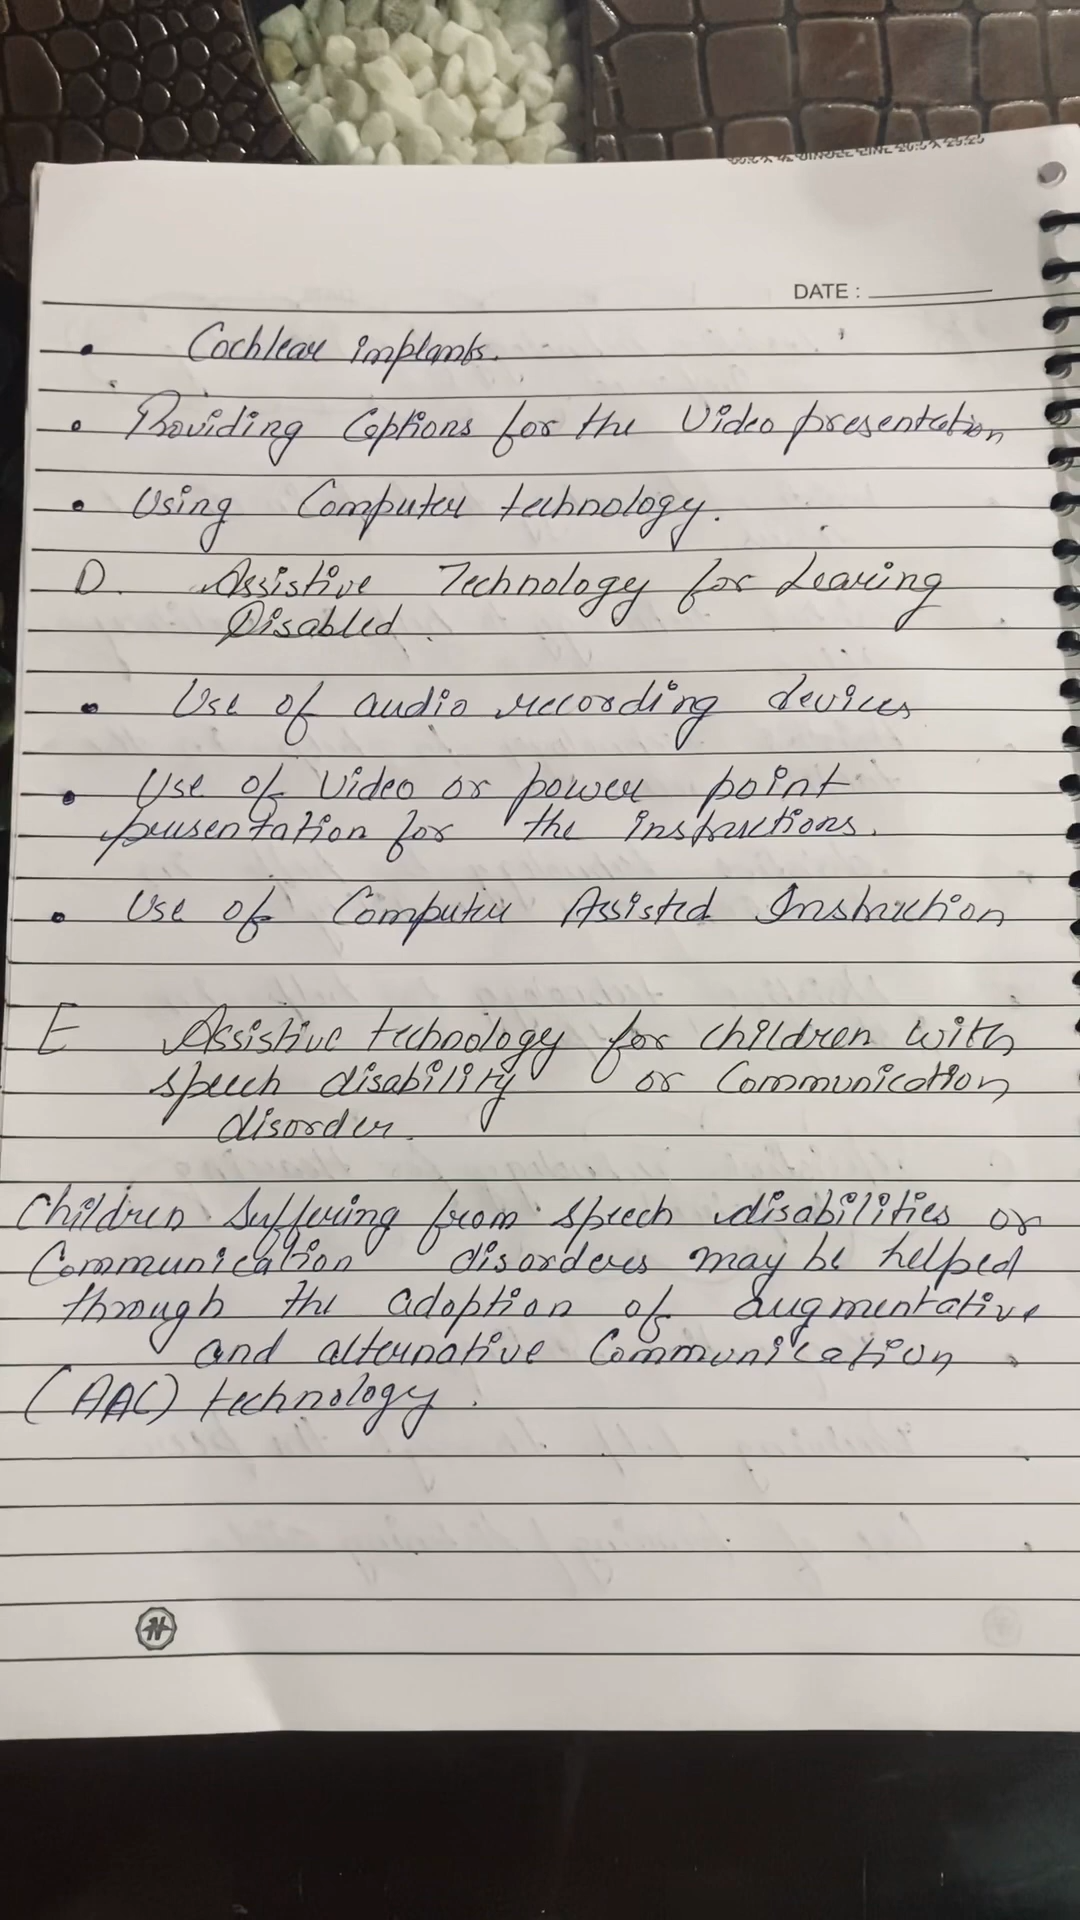 DATE :
• Cochlear implants.
• Providing Captions for the Video presentation
• Using Computer technology.
D. Assistive Technology for Learing
Disabled.
• Use of audio recording devices
• Use of Video or power point
presentation for the instructions.
• Use of Computer Assisted Instruction
E Assistive technology for children with
speech disability or Communication
disorder.
Children Suffering from speech disabilities or
Communication disorders may be helped
through the adoption of augmentative
and alternative Communication
(AAC) technology.